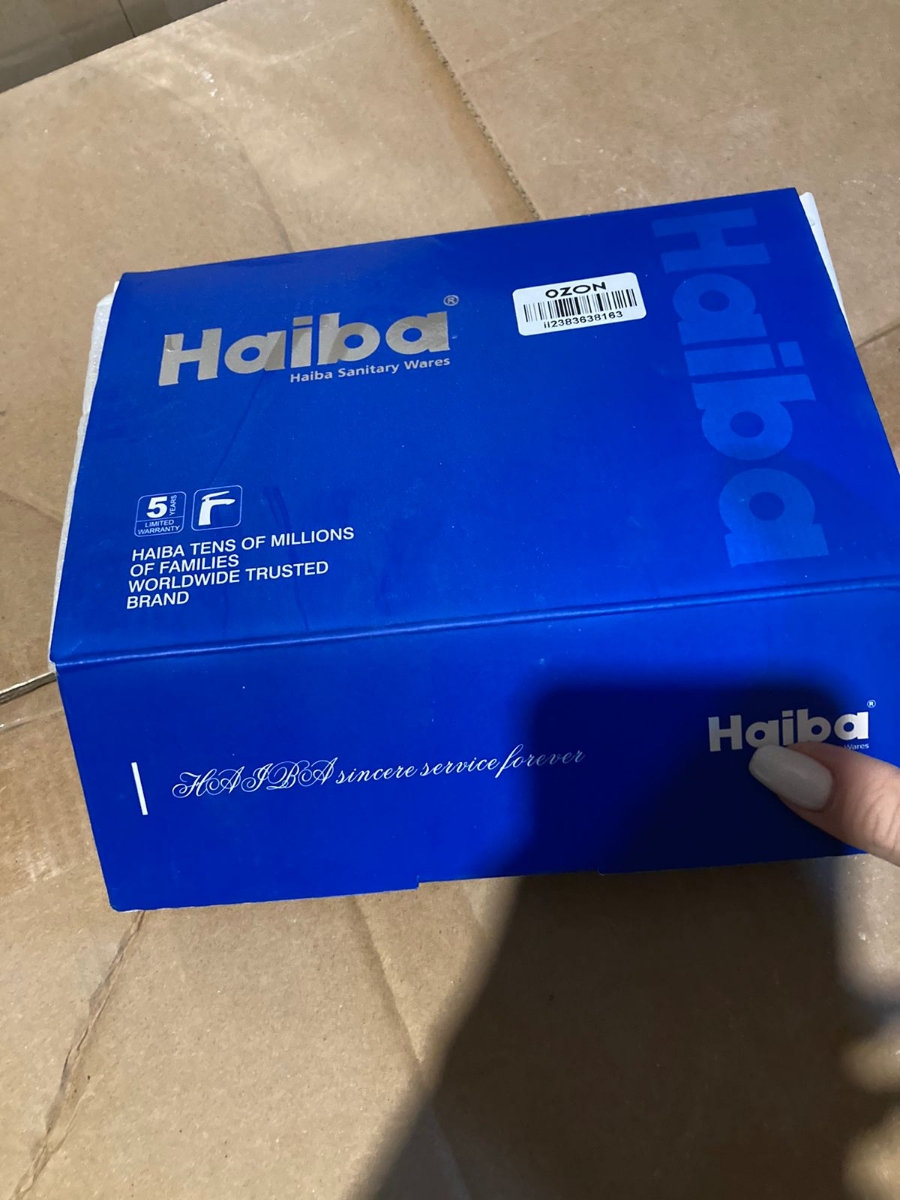 Haiba
OZON
ii2383638163
Haiba®
Haiba Sanitary Wares
5 YEARS
LIMITED
WARRANTY
HAIBA TENS OF MILLIONS
OF FAMILIES
WORLDWIDE TRUSTED
BRAND
HAIBA sincere service forever
Haiba®
Wares